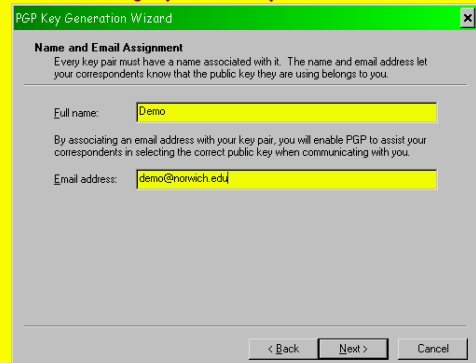 PGP Key Generation Wizard
Name and Email Assignment
Every key pair must have a name associated with it. The name and email address let
your correspondents know that the public key they are using belongs to you.
Full name: Demo
By associating an email address with your key pair, you will enable PGP to assist your
correspondents in selecting the correct public key when communicating with you.
Email address: demo@norwich.edu
< Back Next > Cancel